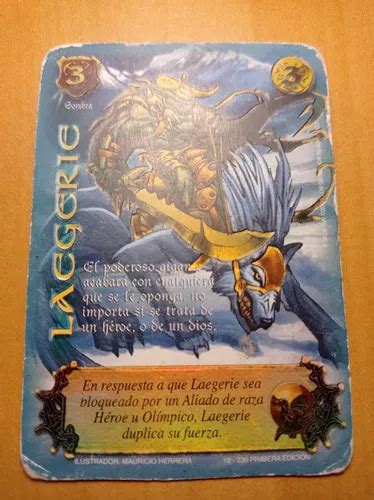 3
3
Sombra
LAEGERIE
El poderoso gigante
acabará con cualquiera
que se le oponga, no
importa si se trata de
un héroe, o de un dios.
En respuesta a que Laegerie sea
bloqueado por un Aliado de raza
Héroe u Olímpico, Laegerie
duplica su fuerza.
ILUSTRADOR: MAURICIO HERRERA
PRIMERA EDICIÓN